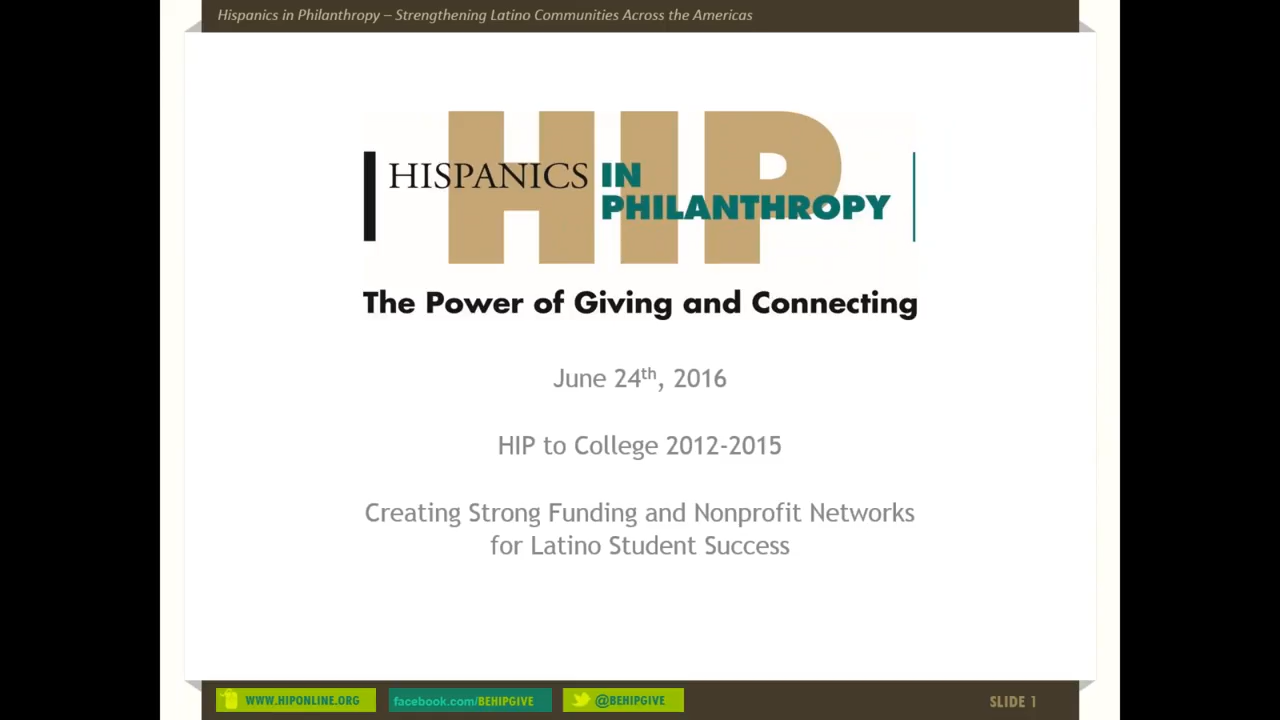 Hispanics in Philanthropy – Strengthening Latino Communities Across the Americas
HIP
HISPANICS IN
PHILANTHROPY
The Power of Giving and Connecting
June 24th, 2016
HIP to College 2012-2015
Creating Strong Funding and Nonprofit Networks
for Latino Student Success
WWW.HIPONLINE.ORG facebook.com/BEHIPGIVE @BEHIPGIVE SLIDE 1